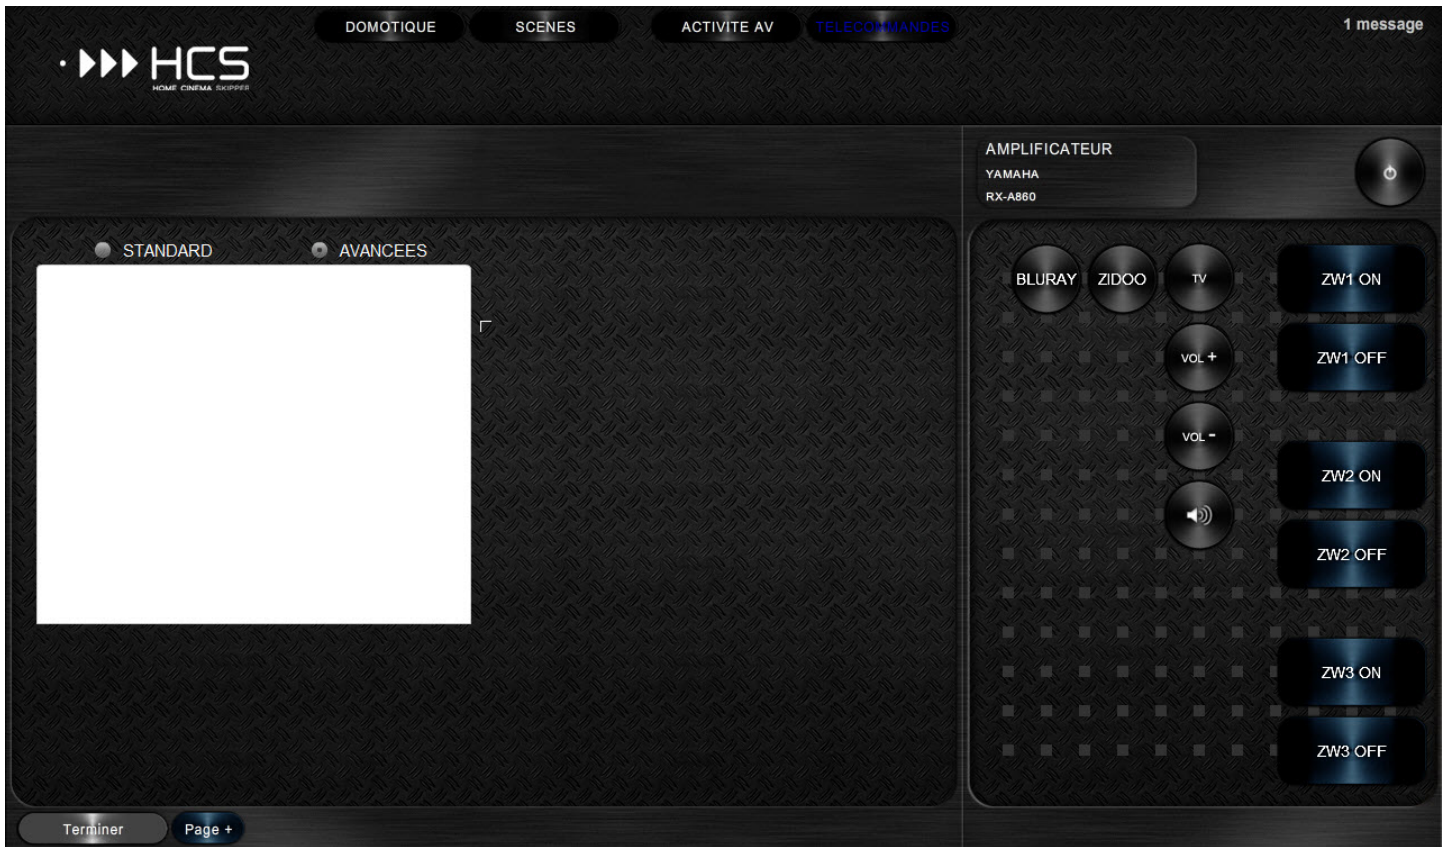 DOMOTIQUE
SCENES
ACTIVITE AV
TELECOMMANDES
1 message
HCS
HOME CINEMA SKIPPER
AMPLIFICATEUR
YAMAHA
RX-A860
STANDARD
AVANCEES
BLURAY
ZIDOO
TV
ZW1 ON
VOL +
ZW1 OFF
VOL -
ZW2 ON
ZW2 OFF
ZW3 ON
ZW3 OFF
Terminer
Page +